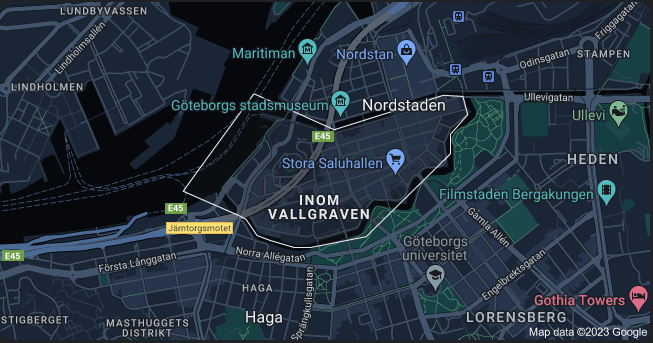 LUNDBYVASSEN
Lindholmsallén
LINDHOLMEN
Maritiman
Nordstan
Friggagatan
Odinsgatan
STAMPEN
Göteborgs stadsmuseum
Nordstaden
Ullevigatan
Ullevi
E45
Stora Saluhallen
HEDEN
Filmstaden Bergakungen
INOM
VALLGRAVEN
E45
Järntorgsmotet
Gamla Allén
E45
Norra Allégatan
Göteborgs
universitet
Första Långgatan
Engelbrektsgatan
HAGA
Sprängkullsgatan
Gothia Towers
STIGBERGET
MASTHUGGETS
DISTRIKT
Haga
LORENSBERG
Map data ©2023 Google